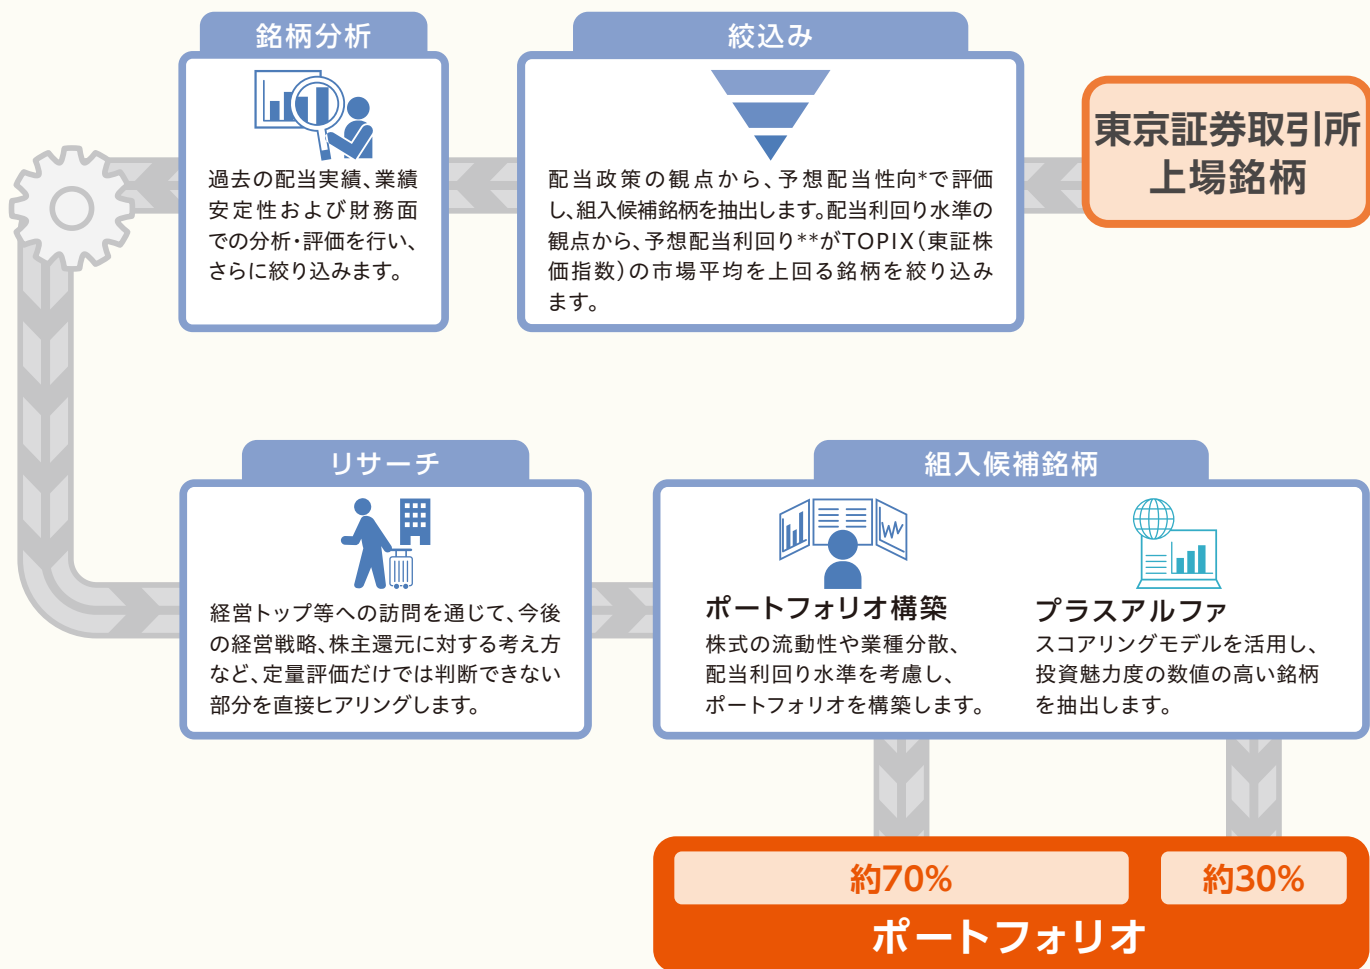 東京証券取引所
上場銘柄
絞込み
配当政策の観点から、予想配当性向*で評価
し、組入候補銘柄を抽出します。配当利回り水準の
観点から、予想配当利回り**がTOPIX（東証株
価指数）の市場平均を上回る銘柄を絞り込み
ます。
銘柄分析
過去の配当実績、業績
安定性および財務面
での分析・評価を行い、
さらに絞り込みます。
リサーチ
経営トップ等への訪問を通じて、今後
の経営戦略、株主還元に対する考え方
など、定量評価だけでは判断できない
部分を直接ヒアリングします。
組入候補銘柄
ポートフォリオ構築
株式の流動性や業種分散、
配当利回り水準を考慮し、
ポートフォリオを構築します。
プラスアルファ
スコアリングモデルを活用し、
投資魅力度の数値の高い銘柄
を抽出します。
約70%
約30%
ポートフォリオ